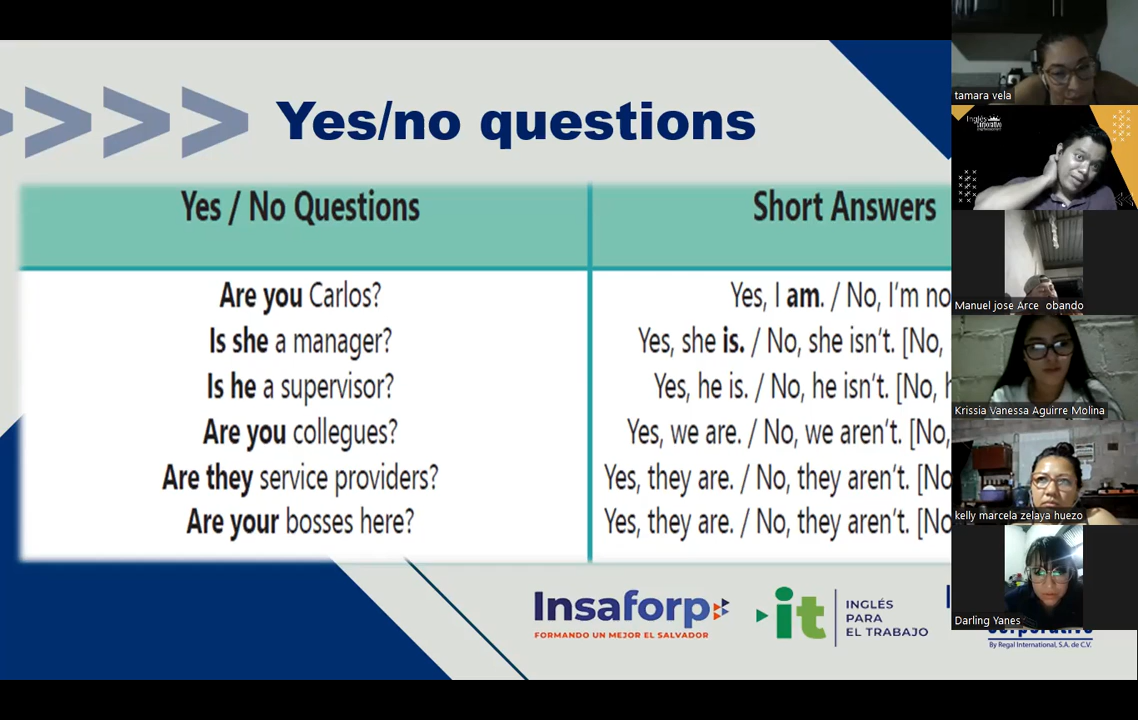 >>>> Yes/no questions
Yes / No Questions
Short Answers
Are you Carlos?
Yes, I am. / No, I'm no
Is she a manager?
Yes, she is. / No, she isn't. [No,
Is he a supervisor?
Yes, he is. / No, he isn't. [No, h
Are you collegues?
Yes, we are. / No, we aren't. [No,
Are they service providers?
Yes, they are. / No, they aren't. [No
Are your bosses here?
Yes, they are. / No, they aren't. [No
Insaforp
FORMANDO UN MEJOR EL SALVADOR
it
INGLÉS
PARA
EL TRABAJO
By Regal International, S.A. de C.V.
tamara vela
Manuel jose Arce obando
Krissia Vanessa Aguirre Molina
kelly marcela zelaya huezo
Darling Yanes